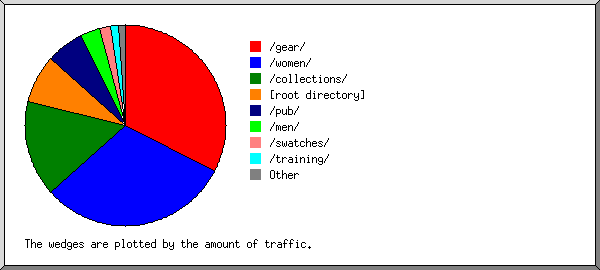 /gear/
/women/
/collections/
[root directory]
/pub/
/men/
/swatches/
/training/
Other
The wedges are plotted by the amount of traffic.